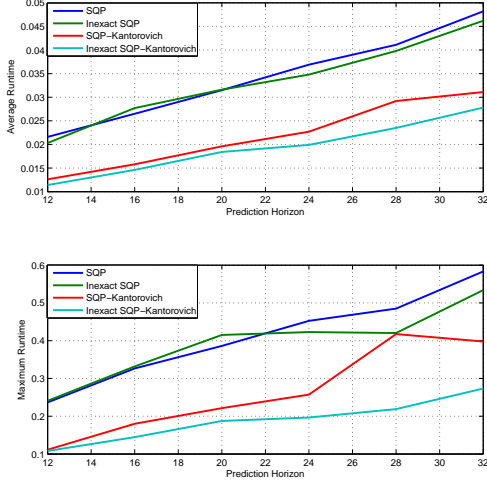 0.05
0.045
0.04
0.035
0.03
0.025
0.02
0.015
0.01
Average Runtime
SQP
Inexact SQP
SQP−Kantorovich
Inexact SQP−Kantorovich
12 14 16 18 20 22 24 26 28 30 32
Prediction Horizon
0.6
0.5
0.4
0.3
0.2
0.1
Maximum Runtime
SQP
Inexact SQP
SQP−Kantorovich
Inexact SQP−Kantorovich
12 14 16 18 20 22 24 26 28 30 32
Prediction Horizon